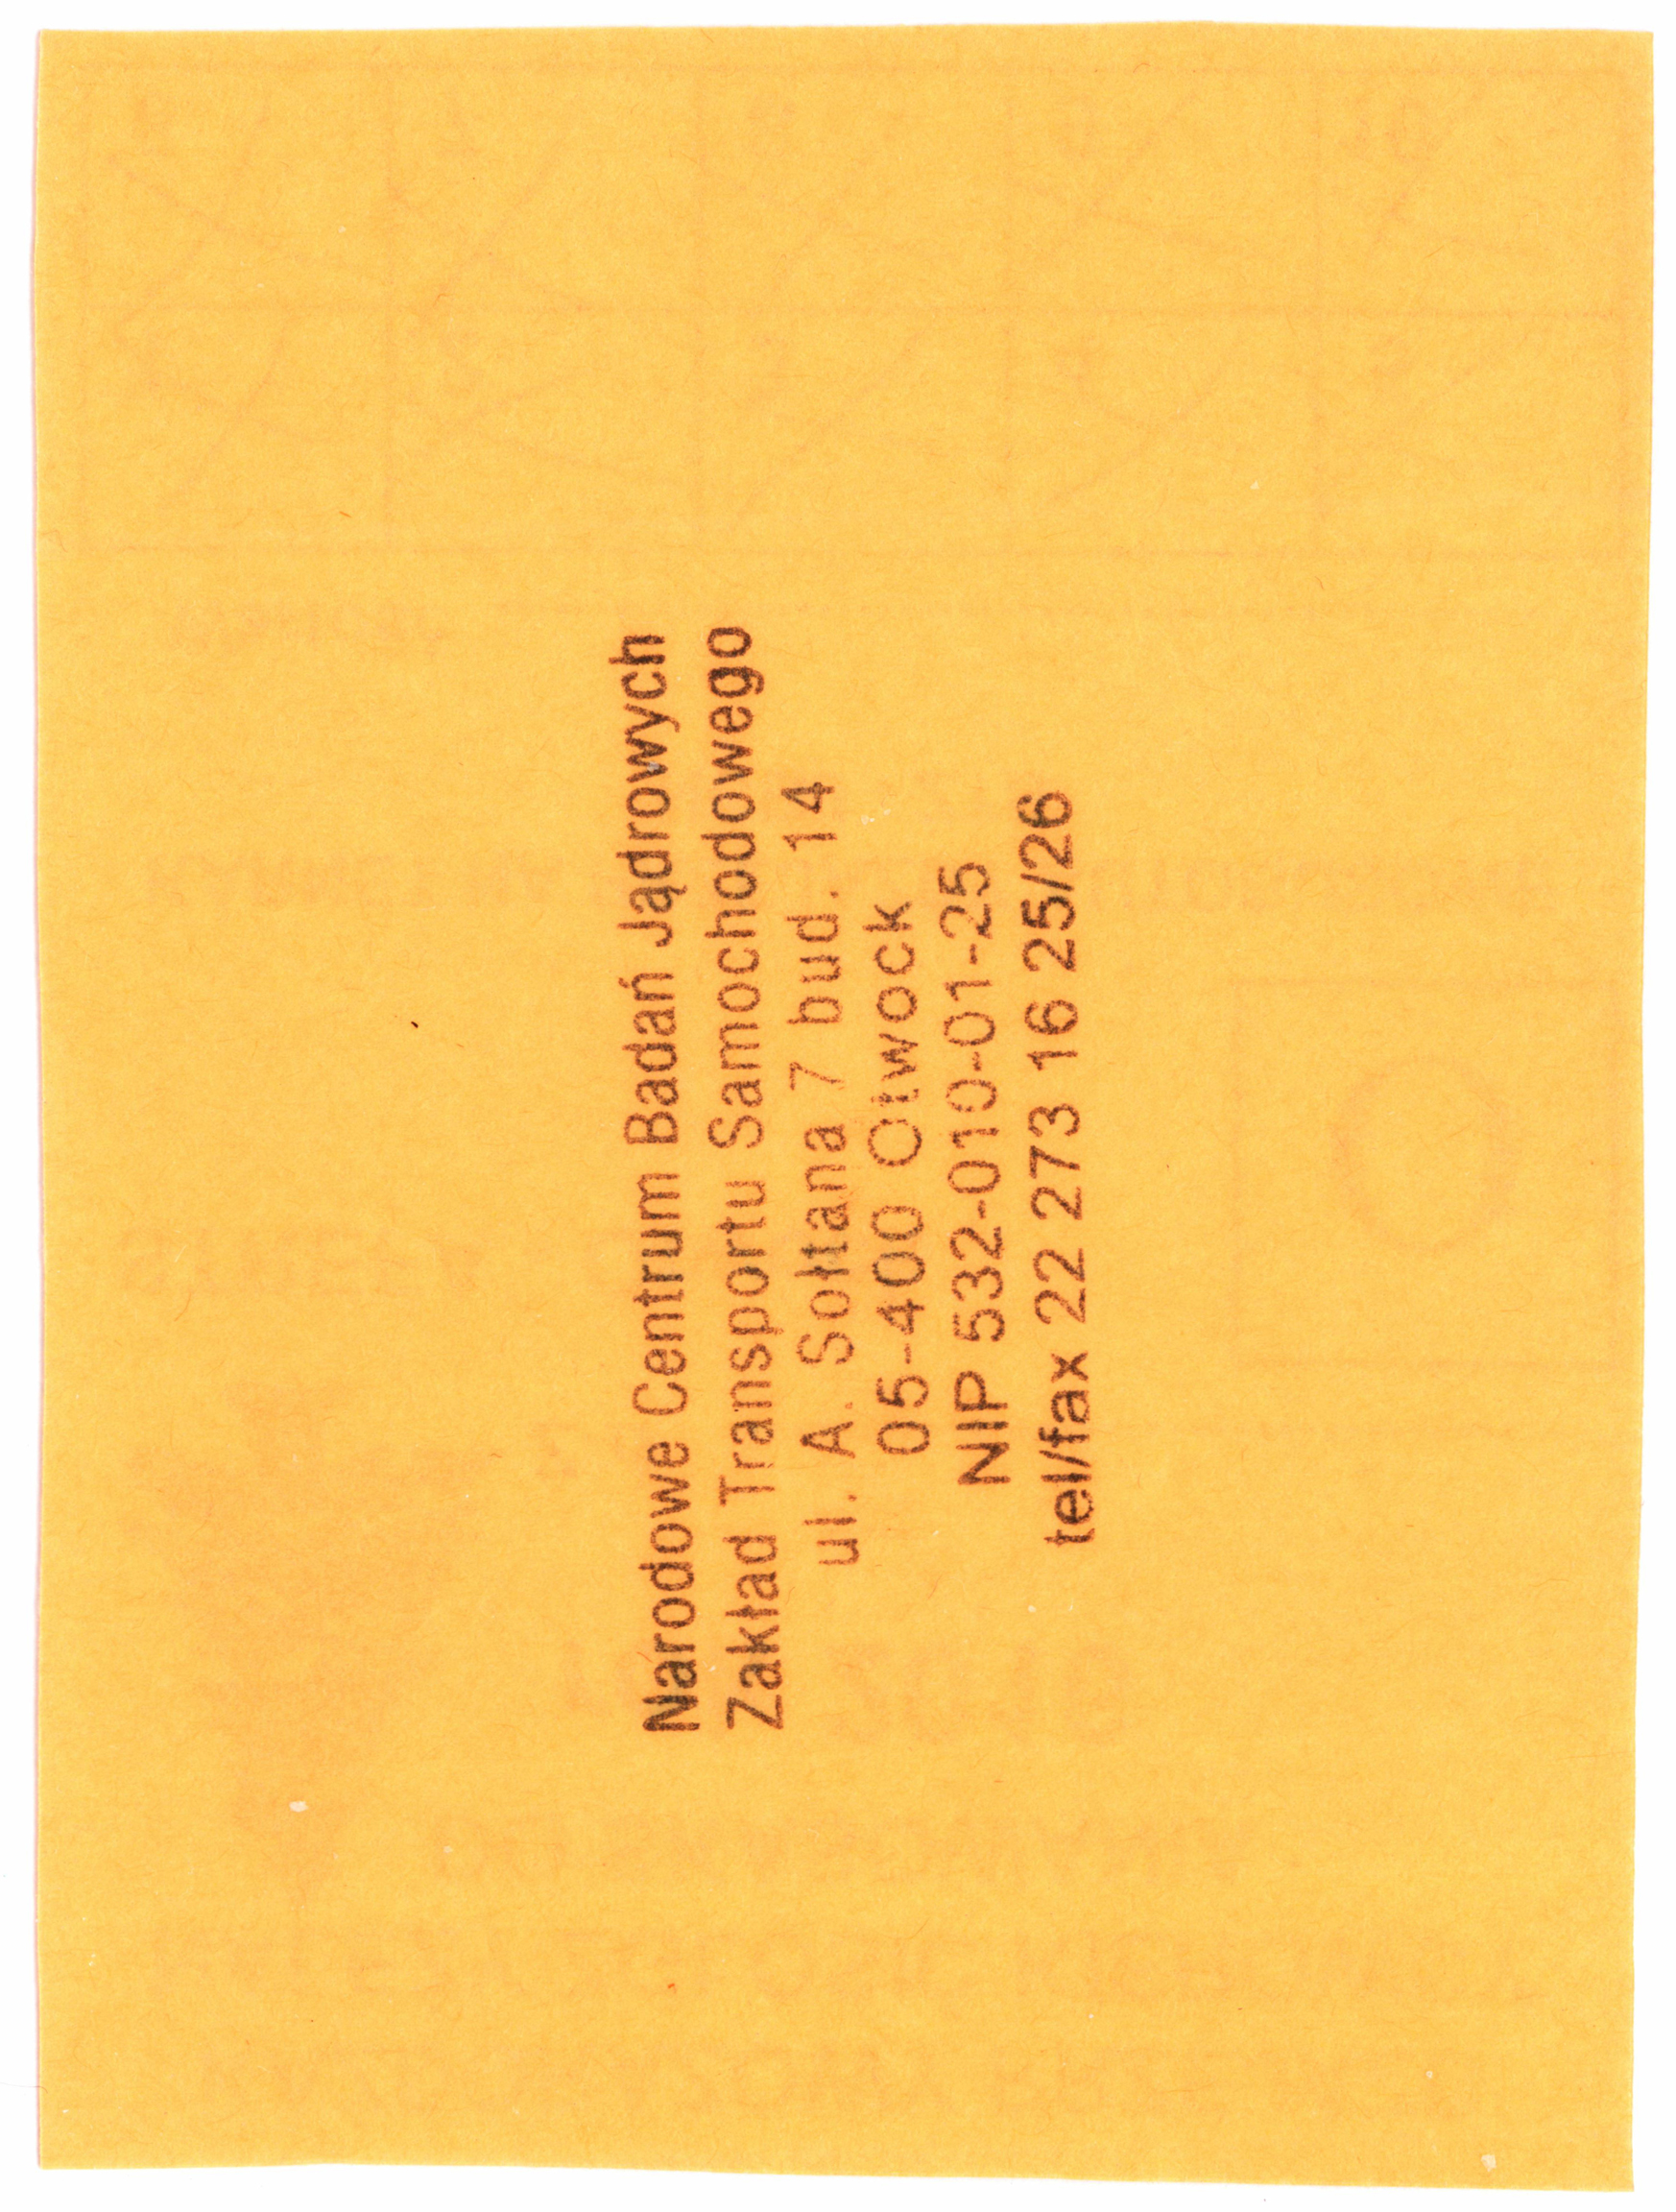 Narodowe Centrum Badań Jądrowych
Zakład Transportu Samochodowego
ul. A. Sołtana 7 bud. 14
05-400 Otwock
NIP 532-010-01-25
tel/fax 22 273 16 25/26